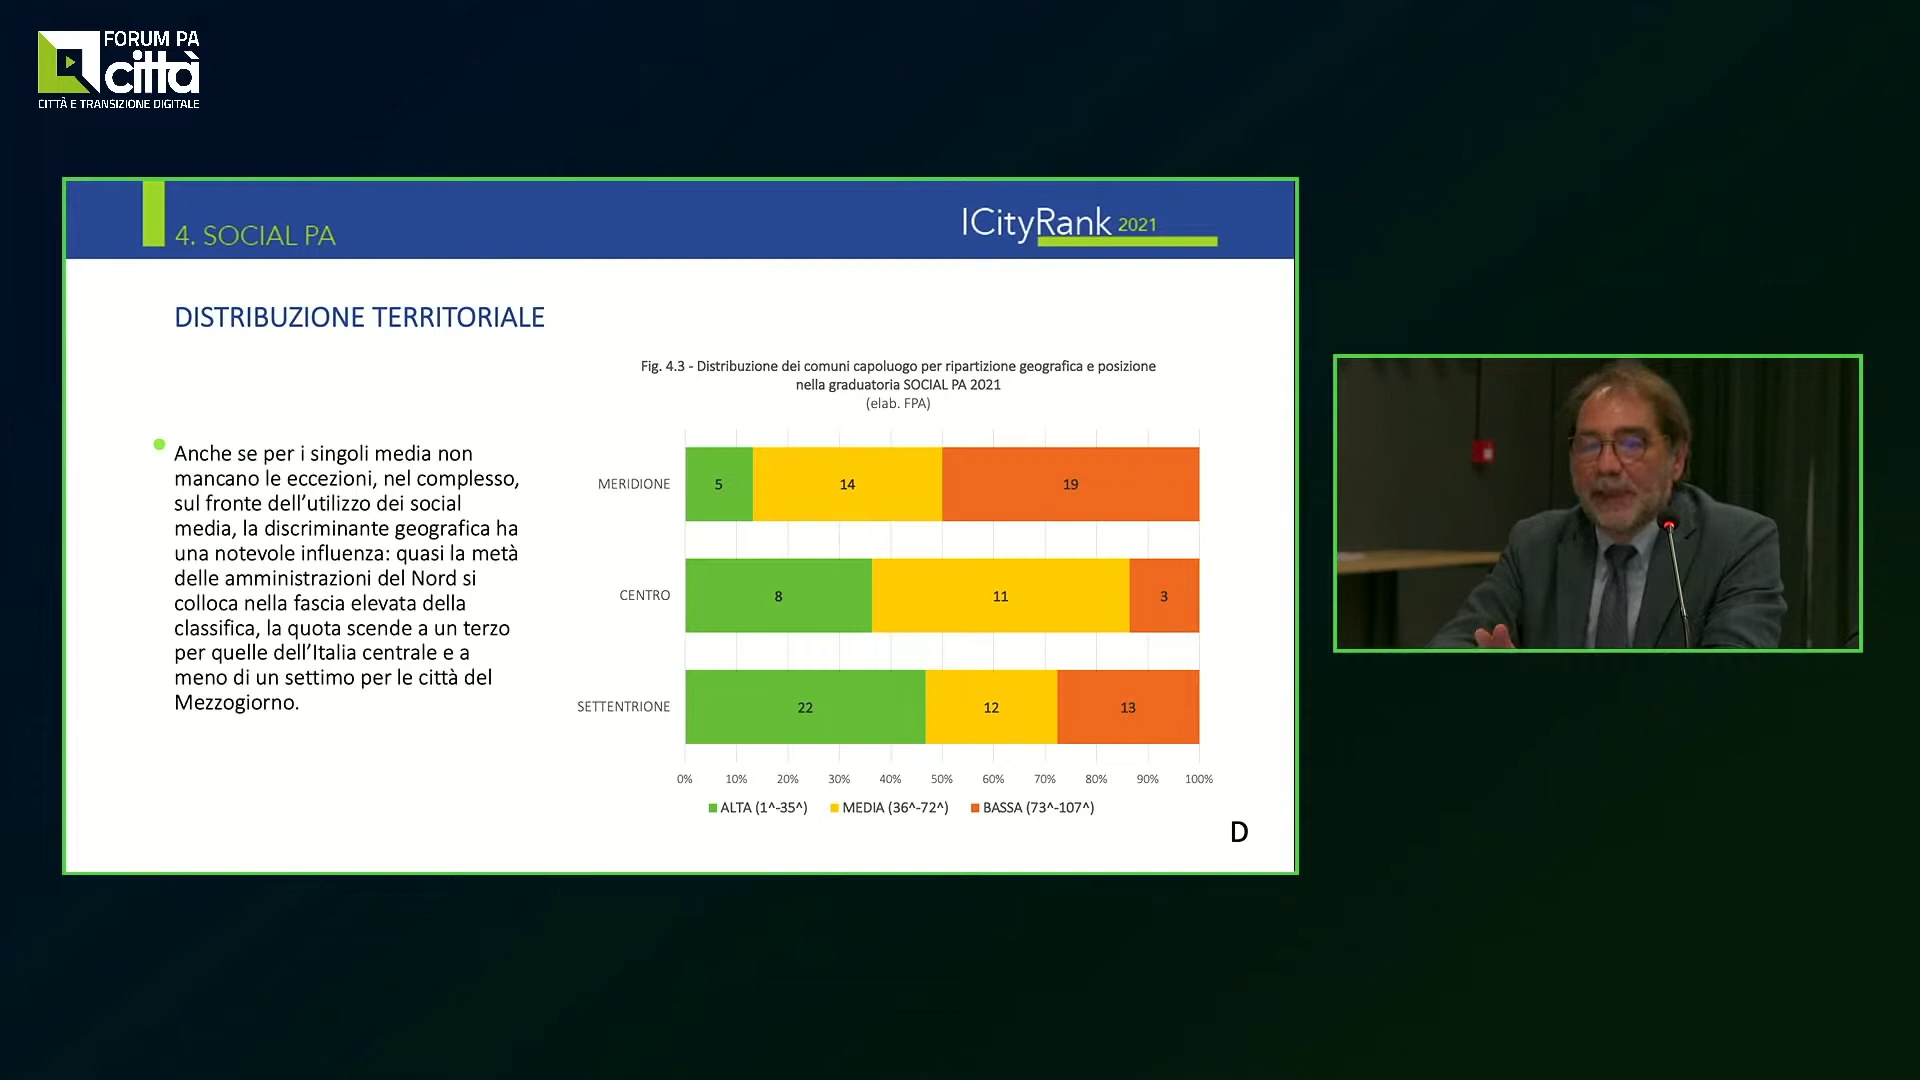 FORUM PA
città
CITTÀ E TRANSIZIONE DIGITALE
4. SOCIAL PA
ICityRank 2021
DISTRIBUZIONE TERRITORIALE
Anche se per i singoli media non
mancano le eccezioni, nel complesso,
sul fronte dell’utilizzo dei social
media, la discriminante geografica ha
una notevole influenza: quasi la metà
delle amministrazioni del Nord si
colloca nella fascia elevata della
classifica, la quota scende a un terzo
per quelle dell’Italia centrale e a
meno di un settimo per le città del
Mezzogiorno.
Fig. 4.3 - Distribuzione dei comuni capoluogo per ripartizione geografica e posizione
nella graduatoria SOCIAL PA 2021
(elab. FPA)
MERIDIONE 5 14 19
CENTRO 8 11 3
SETTENTRIONE 22 12 13
0% 10% 20% 30% 40% 50% 60% 70% 80% 90% 100%
ALTA (1^-35^) MEDIA (36^-72^) BASSA (73^-107^)
D